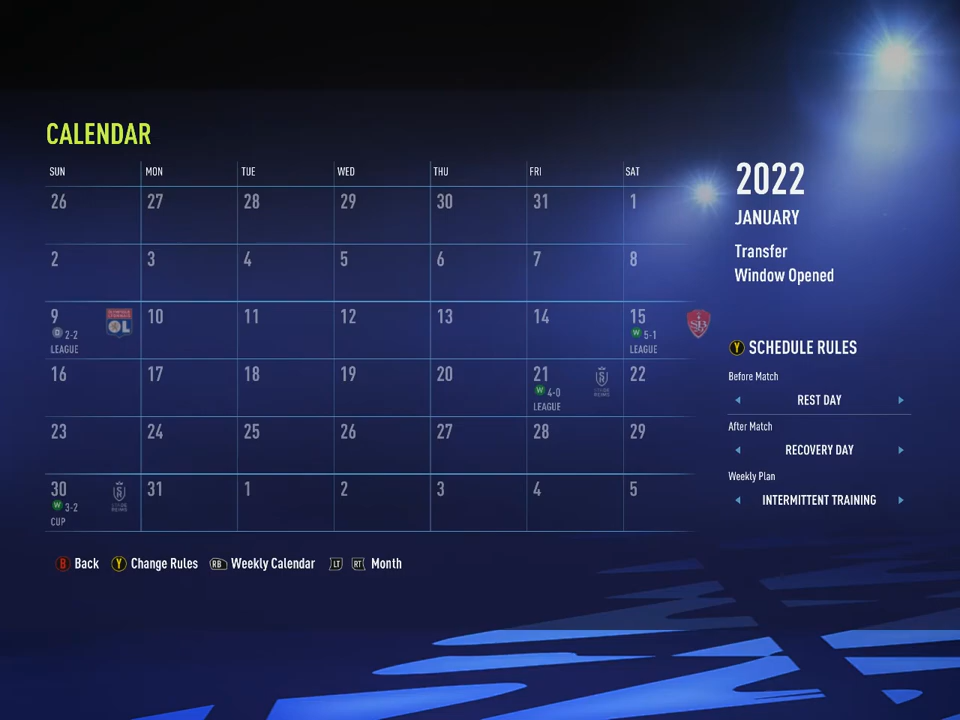 CALENDAR
SUN MON TUE WED THU FRI SAT
26 27 28 29 30 31 1
2 3 4 5 6 7 8
9 10 11 12 13 14 15
D 2-2 OL W 5-1
LEAGUE LEAGUE
16 17 18 19 20 21 22
W 4-0
LEAGUE
23 24 25 26 27 28 29
30 31 1 2 3 4 5
W 3-2
CUP
2022
JANUARY
Transfer
Window Opened
Y SCHEDULE RULES
Before Match
REST DAY
After Match
RECOVERY DAY
Weekly Plan
INTERMITTENT TRAINING
B Back Y Change Rules RB Weekly Calendar LT RT Month